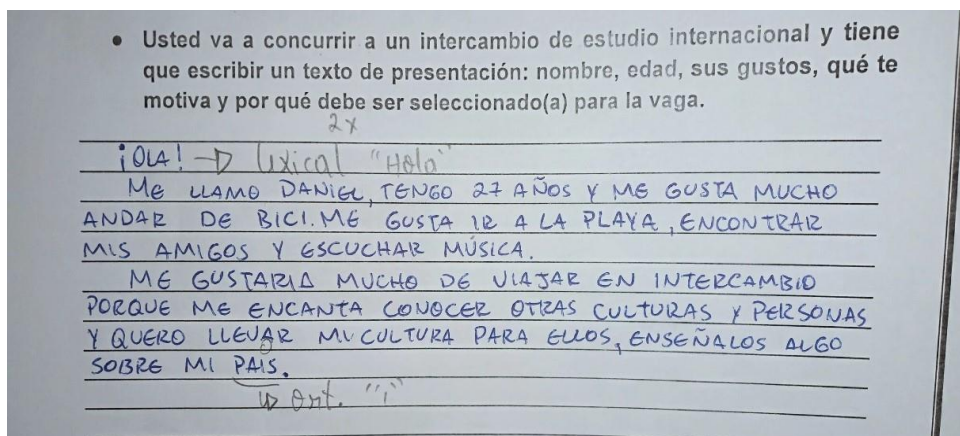 • Usted va a concurrir a un intercambio de estudio internacional y tiene
que escribir un texto de presentación: nombre, edad, sus gustos, qué te
motiva y por qué debe ser seleccionado(a) para la vaga.
2x
¡OLA! → lexical "Hola"
ME LLAMO DANIEL, TENGO 27 AÑOS Y ME GUSTA MUCHO
ANDAR DE BICI. ME GUSTA IR A LA PLAYA, ENCONTRAR
MIS AMIGOS Y ESCUCHAR MÚSICA.
ME GUSTARIA MUCHO DE VIAJAR EN INTERCAMBIO
PORQUE ME ENCANTA CONOCER OTRAS CULTURAS Y PERSONAS
Y QUERO LLEVAR MI CULTURA PARA ELLOS, ENSEÑALOS ALGO
SOBRE MI PAIS.
→ ort. "í"